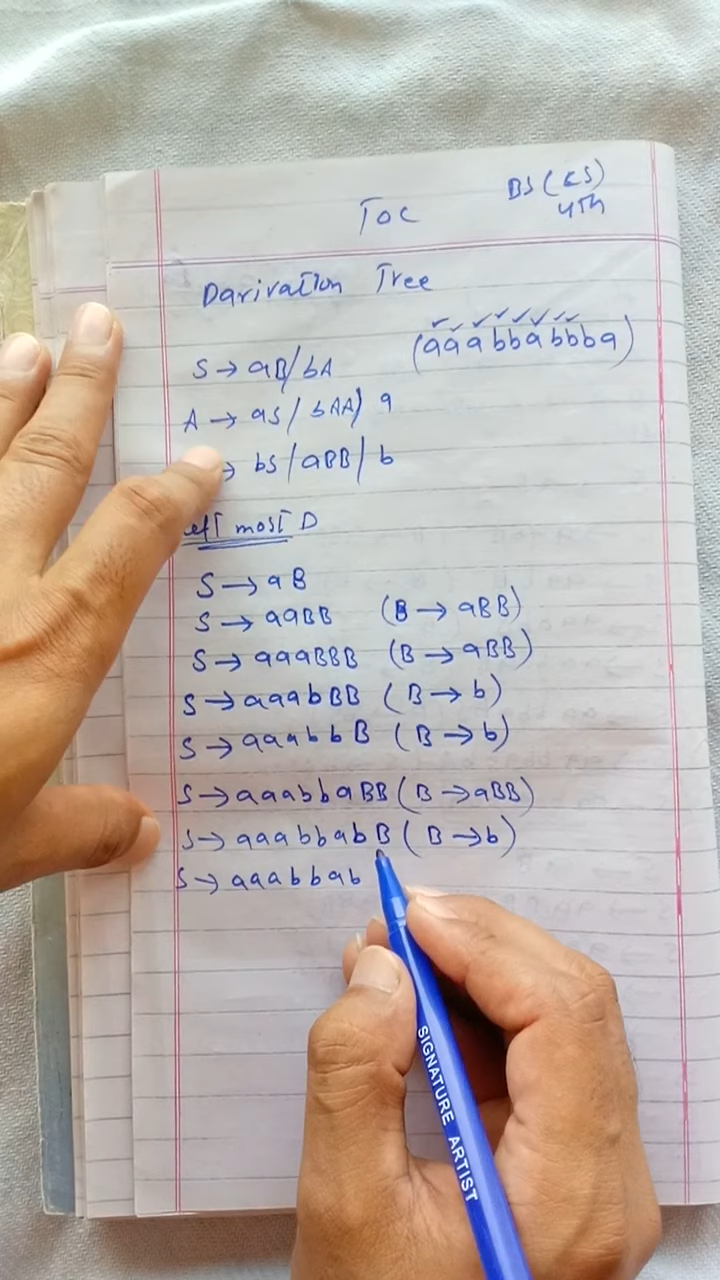 BS (CS)
TOC 4th
Darivation Tree
(aaabbabbba)
S → aB/bA
A → aS / bAA) a
→ bS / aBB / b
eft most D
S → aB
S → aaBB (B → aBB)
S → aaaBBB (B → aBB)
S → aaabBB (B → b)
S → aaabbB (B → b)
S → aaabbaBB (B → aBB)
S → aaabbabB (B → b)
S → aaabbab
SIGNATURE ARTIST